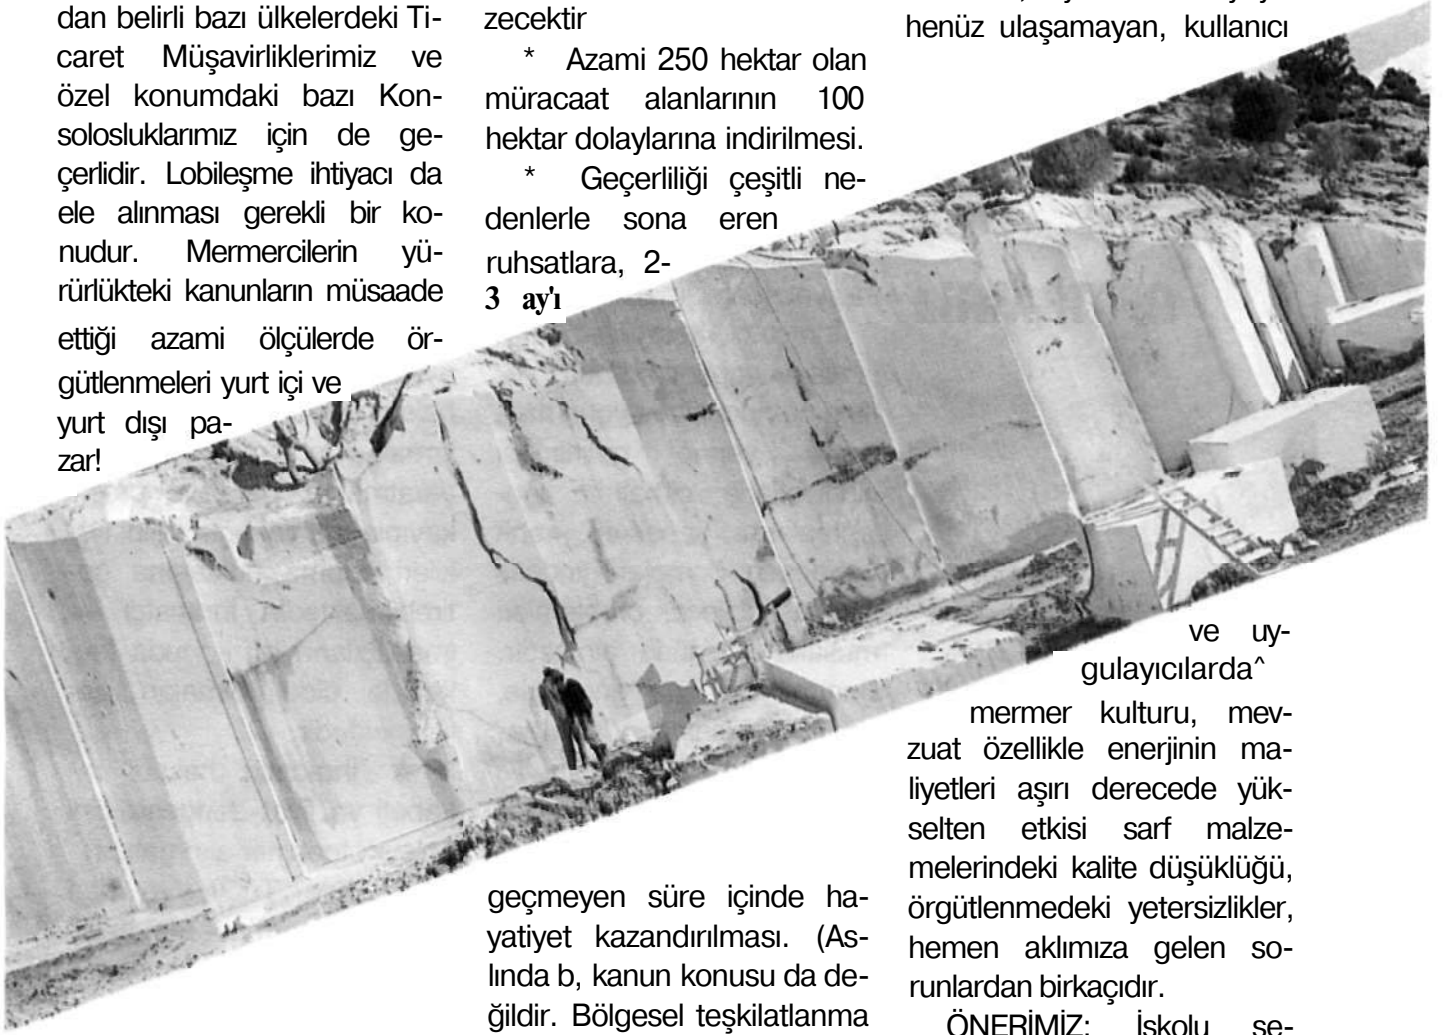 dan belirli bazı ülkelerdeki Ti-
caret Müşavirliklerimiz ve
özel konumdaki bazı Kon-
solosluklarımız için de ge-
çerlidir. Lobileşme ihtiyacı da
ele alınması gerekli bir ko-
nudur. Mermercilerin yü-
rürlükteki kanunların müsaade
ettiği azami ölçülerde ör-
gütlenmeleri yurt içi ve
yurt dışı pa-
zar!
zecektir
* Azami 250 hektar olan
müracaat alanlarının 100
hektar dolaylarına indirilmesi.
* Geçerliliği çeşitli ne-
denlerle sona eren
ruhsatlara, 2-
3 ay'ı
geçmeyen süre içinde ha-
yatiyet kazandırılması. (As-
lında b, kanun konusu da de-
ğildir. Bölgesel teşkilatlanma
henüz ulaşamayan, kullanıcı
ve uy-
gulayıcılarda^
mermer kulturu, mev-
zuat özellikle enerjinin ma-
liyetleri aşırı derecede yük-
selten etkisi sarf malze-
melerindeki kalite düşüklüğü,
örgütlenmedeki yetersizlikler,
hemen aklımıza gelen so-
runlardan birkaçıdır.
ÖNERİMİZ: İşkolu se-